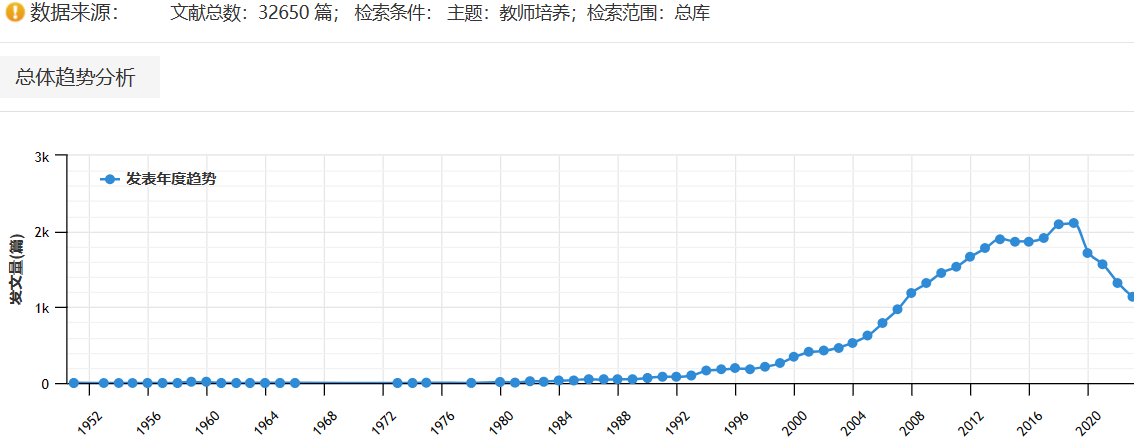 数据来源： 文献总数：32650 篇； 检索条件： 主题：教师培养；检索范围：总库
总体趋势分析
3k
发表年度趋势
2k
发文量(篇)
1k
0
1952 1956 1960 1964 1968 1972 1976 1980 1984 1988 1992 1996 2000 2004 2008 2012 2016 2020